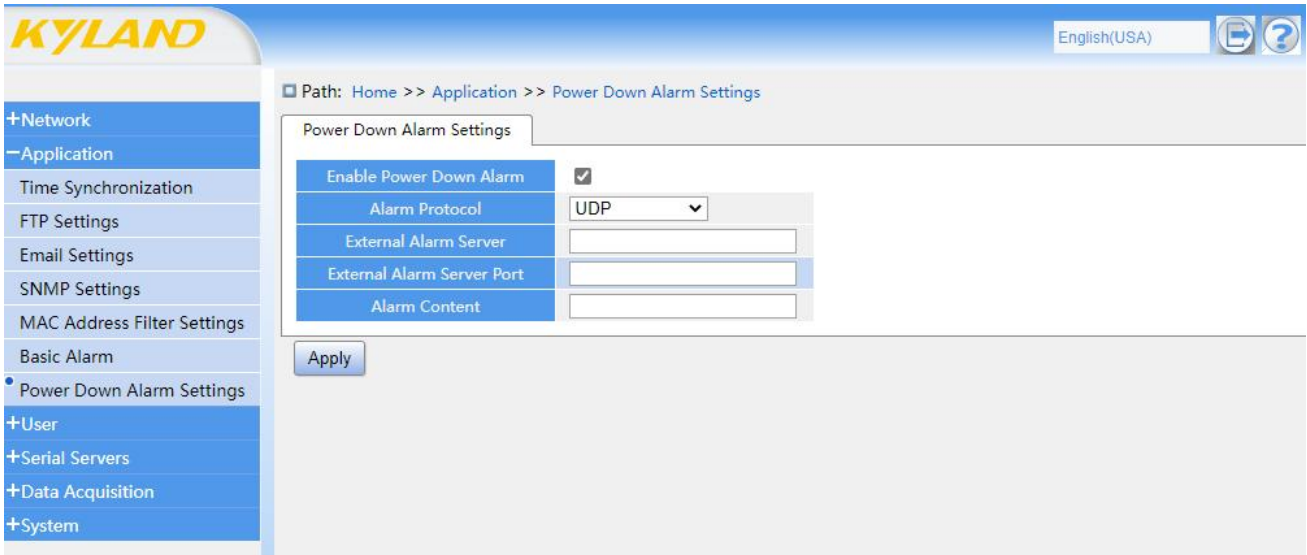 KYLAND
English(USA)
Path: Home >> Application >> Power Down Alarm Settings
+Network
−Application
Time Synchronization
FTP Settings
Email Settings
SNMP Settings
MAC Address Filter Settings
Basic Alarm
Power Down Alarm Settings
+User
+Serial Servers
+Data Acquisition
+System
Power Down Alarm Settings
Enable Power Down Alarm
Alarm Protocol UDP
External Alarm Server
External Alarm Server Port
Alarm Content
Apply